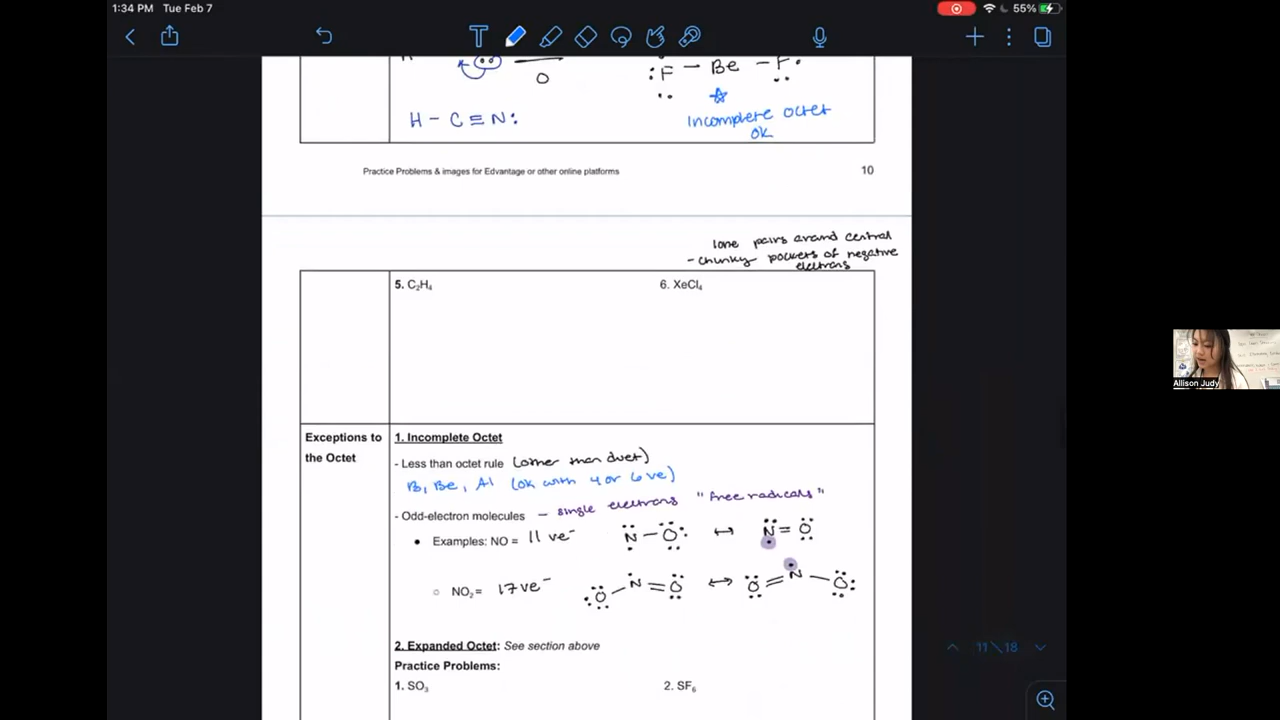 1:34 PM Tue Feb 7
55%
H - C ≡ N:
:F - Be - F:
O
Incomplete Octet
OK
Practice Problems & images for Edvantage or other online platforms
10
lone pairs around central
- chunky pockets of negative
electrons
5. C₂H₄
6. XeCl₄
Exceptions to
the Octet
1. Incomplete Octet
- Less than octet rule (other than duet)
B, Be, Al (ok with 4 or 6 ve)
- Odd-electron molecules - single electrons "free radicals"
• Examples: NO = 11 ve⁻ N - O ↔ N = O
○ NO₂ = 17 ve⁻ O - N = O ↔ O = N - O
2. Expanded Octet: See section above
Practice Problems:
1. SO₃
2. SF₆
11\18
Allison Judy